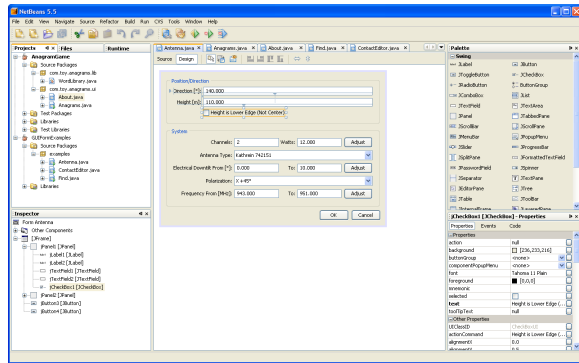 NetBeans 5.5
File Edit View Navigate Source Refactor Build Run CVS Tools Window Help
Projects Files Runtime
AnagramGame
Source Packages
com.toy.anagrams.lib
WordLibrary.java
com.toy.anagrams.ui
About.java
Anagrams.java
Test Packages
Libraries
Test Libraries
GUIFormExamples
Source Packages
examples
Antenna.java
ContactEditor.java
Find.java
Libraries
Inspector
Form Antenna
Other Components
[JFrame]
jPanel1 [JPanel]
jLabel1 [JLabel]
jLabel2 [JLabel]
jTextField1 [JTextField]
jTextField2 [JTextField]
jCheckBox1 [JCheckBox]
jPanel2 [JPanel]
jButton3 [JButton]
jButton4 [JButton]
Antenna.java Anagrams.java About.java Find.java ContactEditor.java
Source Design
Position/Direction
Direction [°]: 140.000
Height [m]: 110.000
Height is Lower Edge (Not Center)
System
Channels: 2 Watts: 12.000 Adjust
Antenna Type: Kathrein 742151
Electrical Downtilt From [°]: 0.000 To: 10.000 Adjust
Polarization: X +45°
Frequency From [MHz]: 943.000 To: 951.000 Adjust
OK Cancel
Palette
Swing
JLabel JButton
JToggleButton JCheckBox
JRadioButton ButtonGroup
JComboBox JList
JTextField JTextArea
JPanel JTabbedPane
JScrollBar JScrollPane
JMenuBar JPopupMenu
JSlider JProgressBar
JSplitPane JFormattedTextField
JPasswordField JSpinner
JSeparator JTextPane
JEditorPane JTree
JTable JToolBar
JInternalFrame JLayeredPane
jCheckBox1 [JCheckBox] - Properties
Properties Events Code
Properties
action null
background [236,233,216]
buttonGroup <none>
componentPopupMenu <none>
font Tahoma 11 Plain
foreground [0,0,0]
mnemonic
selected
text Height is Lower Edge (...
toolTipText null
Other Properties
UIClassID CheckBoxUI
actionCommand Height is Lower Edge (...
alignmentX 0.0
alignmentY 0.5